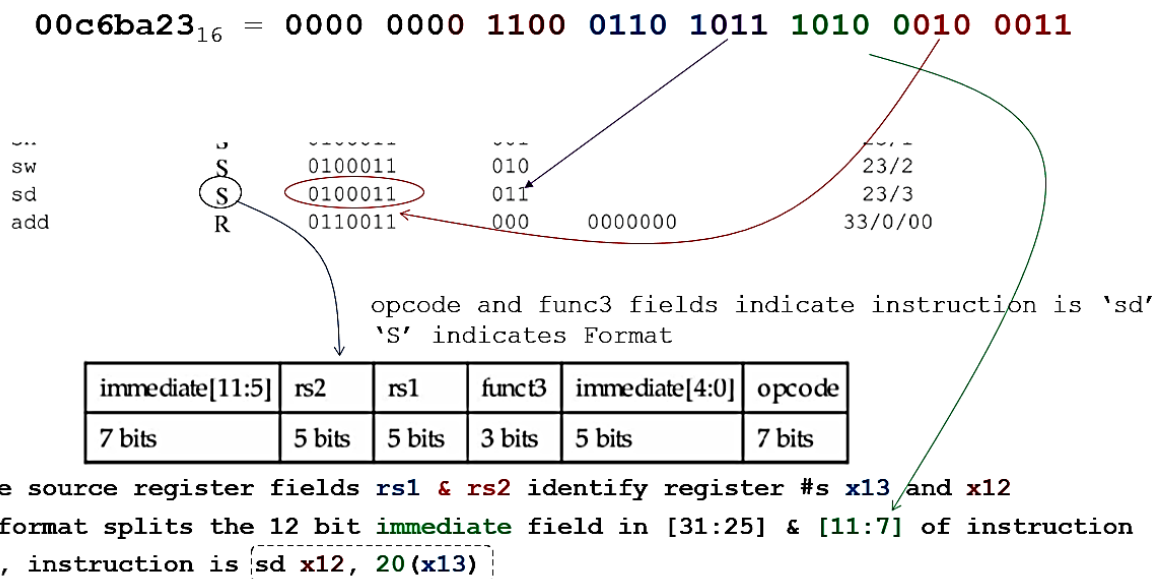 00c6ba23₁₆ = 0000 0000 1100 0110 1011 1010 0010 0011
sw S 0100011 010 23/2
sd S 0100011 011 23/3
add R 0110011 000 0000000 33/0/00
opcode and func3 fields indicate instruction is ‘sd’
‘S’ indicates Format
immediate[11:5] rs2 rs1 funct3 immediate[4:0] opcode
7 bits 5 bits 5 bits 3 bits 5 bits 7 bits
source register fields rs1 & rs2 identify register #s x13 and x12
format splits the 12 bit immediate field in [31:25] & [11:7] of instruction
, instruction is sd x12, 20(x13)